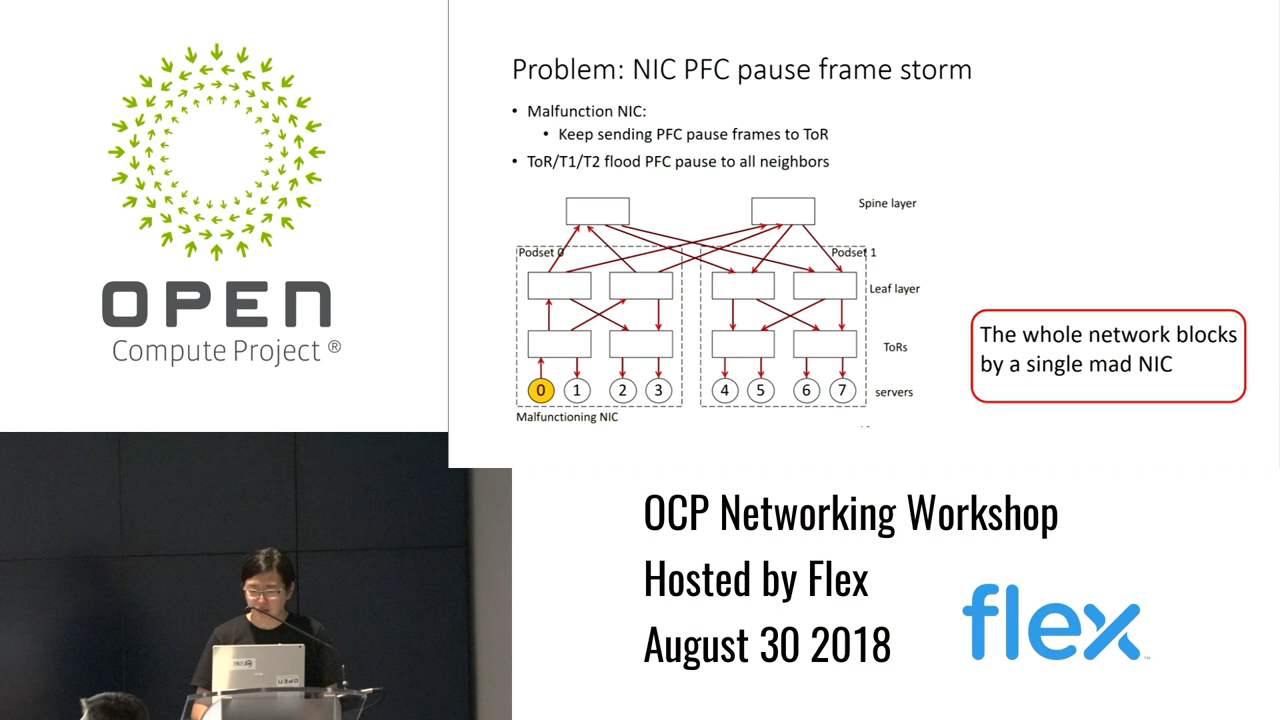 OPEN
Compute Project ®
Problem: NIC PFC pause frame storm
• Malfunction NIC:
• Keep sending PFC pause frames to ToR
• ToR/T1/T2 flood PFC pause to all neighbors
Spine layer
Podset 0
Podset 1
Leaf layer
ToRs
0 1 2 3 4 5 6 7
servers
Malfunctioning NIC
The whole network blocks
by a single mad NIC
OCP Networking Workshop
Hosted by Flex
August 30 2018
flex
OPEN